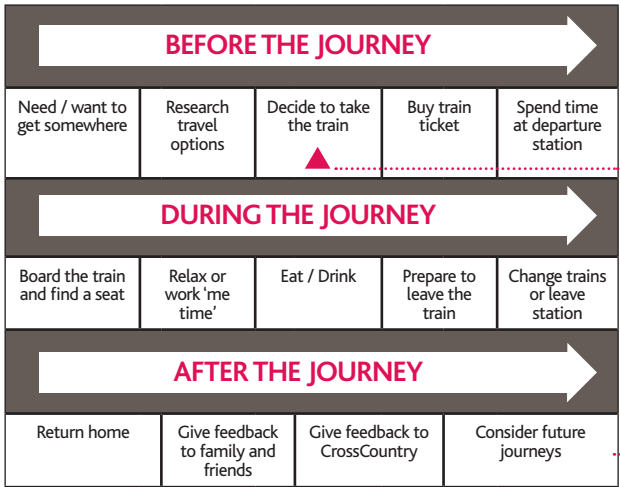 BEFORE THE JOURNEY
Need / want to
get somewhere
Research
travel
options
Decide to take
the train
Buy train
ticket
Spend time
at departure
station
DURING THE JOURNEY
Board the train
and find a seat
Relax or
work ‘me
time’
Eat / Drink
Prepare to
leave the
train
Change trains
or leave
station
AFTER THE JOURNEY
Return home
Give feedback
to family and
friends
Give feedback to
CrossCountry
Consider future
journeys